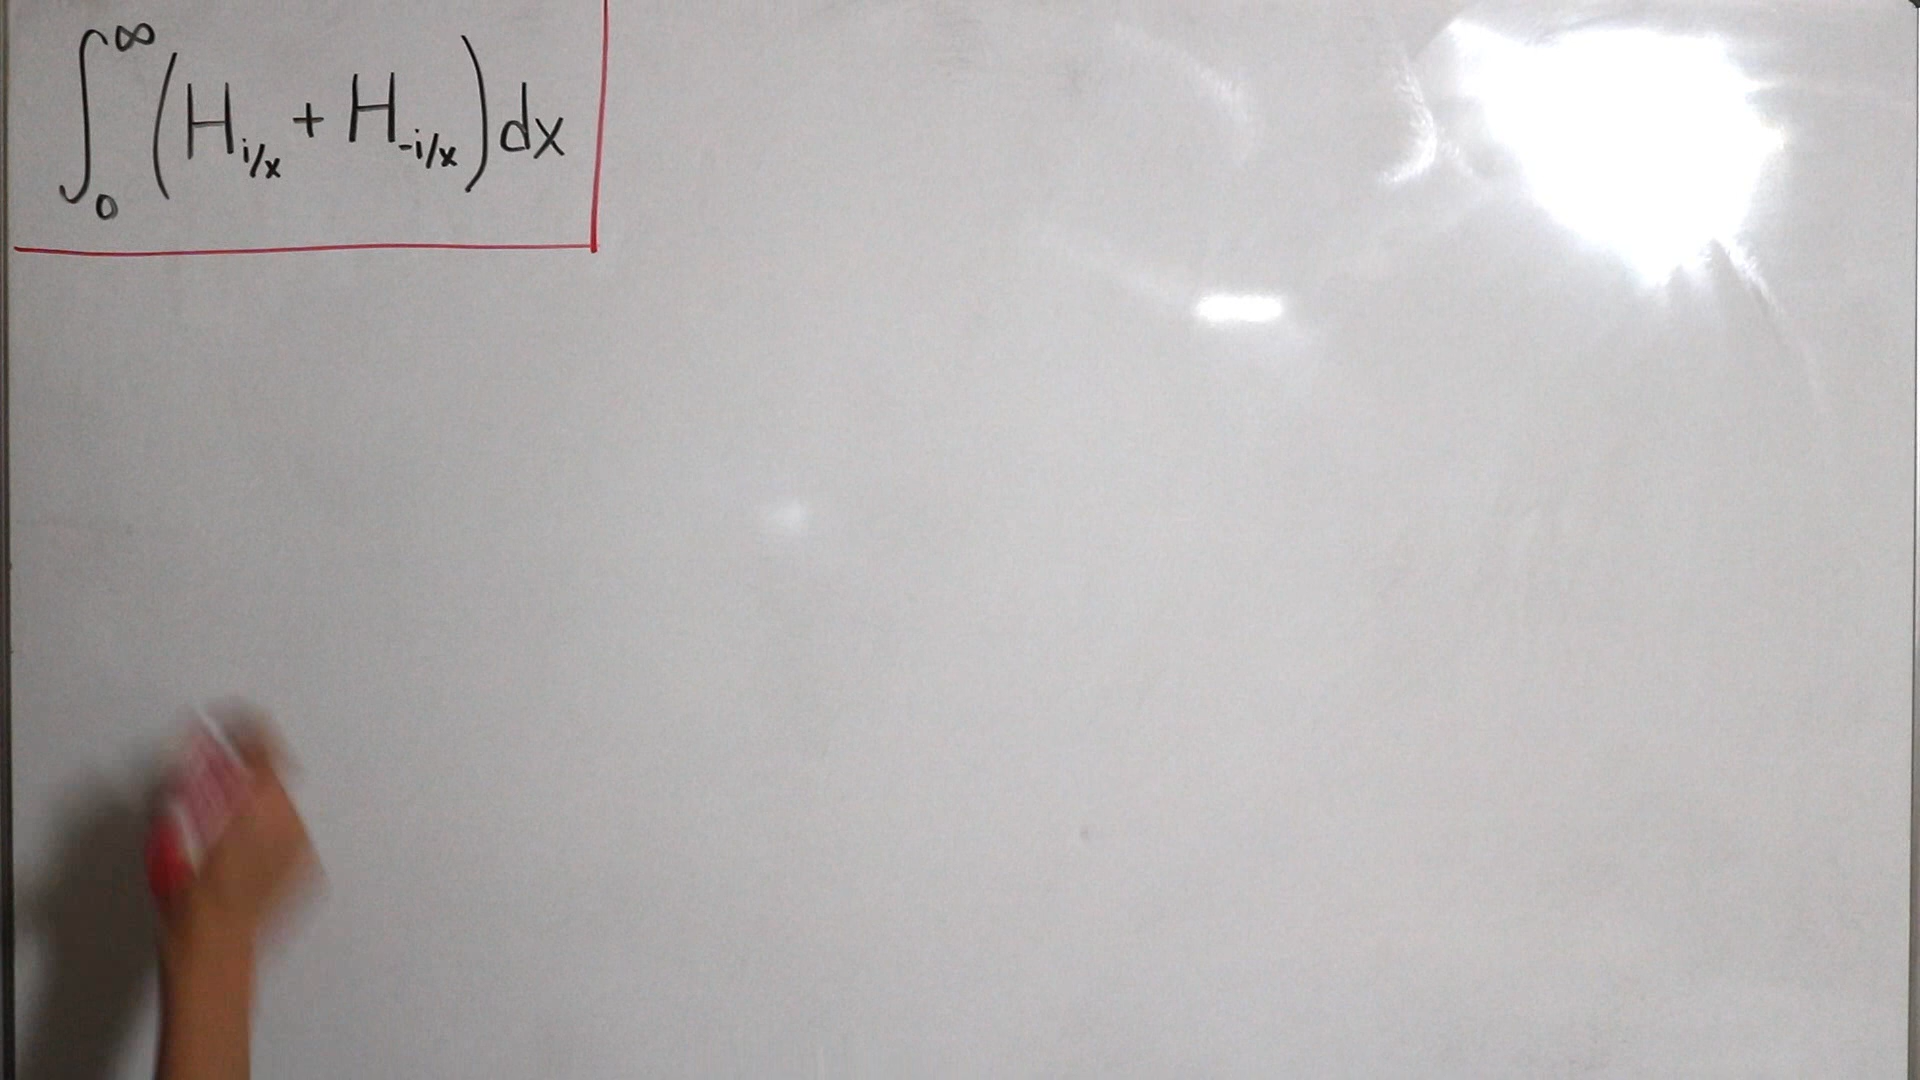 ∫₀^∞ (H_{i/x} + H_{-i/x}) dx